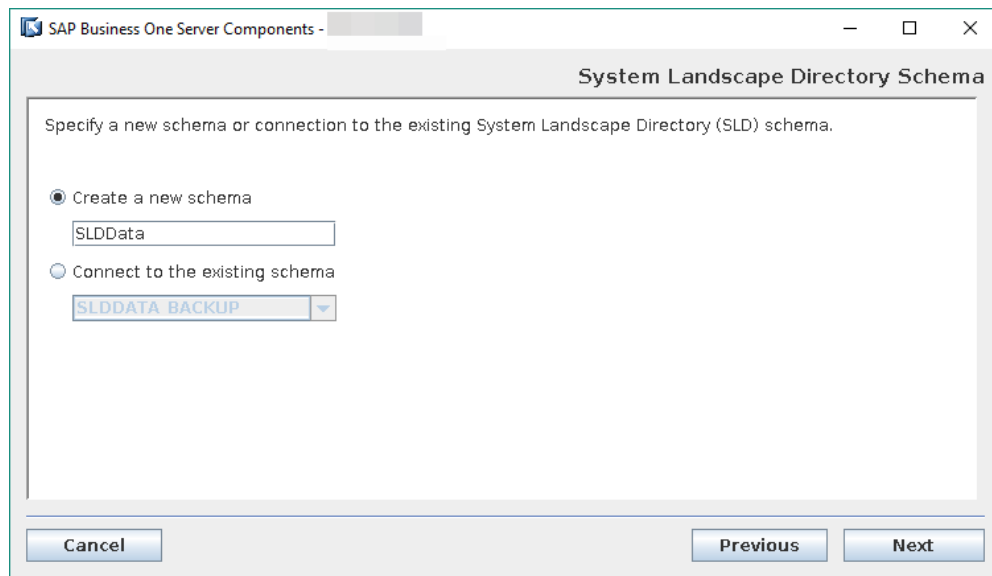 SAP Business One Server Components -
System Landscape Directory Schema
Specify a new schema or connection to the existing System Landscape Directory (SLD) schema.
Create a new schema
SLDData
Connect to the existing schema
SLDDATA BACKUP
Cancel
Previous
Next